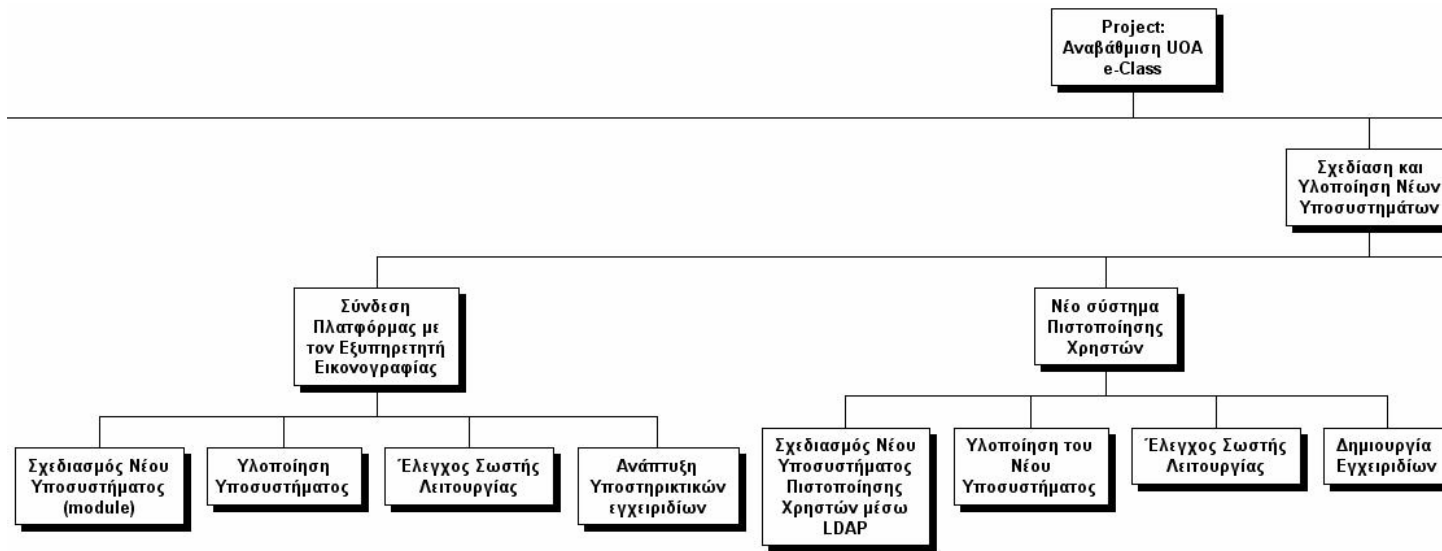 Project:
Αναβάθμιση UOA
e-Class
Σχεδίαση και
Υλοποίηση Νέων
Υποσυστημάτων
Σύνδεση
Πλατφόρμας με
τον Εξυπηρετητή
Εικονογραφίας
Νέο σύστημα
Πιστοποίησης
Χρηστών
Σχεδιασμός Νέου
Υποσυστήματος
(module)
Υλοποίηση
Υποσυστήματος
Έλεγχος Σωστής
Λειτουργίας
Ανάπτυξη
Υποστηρικτικών
εγχειριδίων
Σχεδιασμός Νέου
Υποσυστήματος
Πιστοποίησης
Χρηστών μέσω
LDAP
Υλοποίηση του
Νέου
Υποσυστήματος
Έλεγχος Σωστής
Λειτουργίας
Δημιουργία
Εγχειριδίων